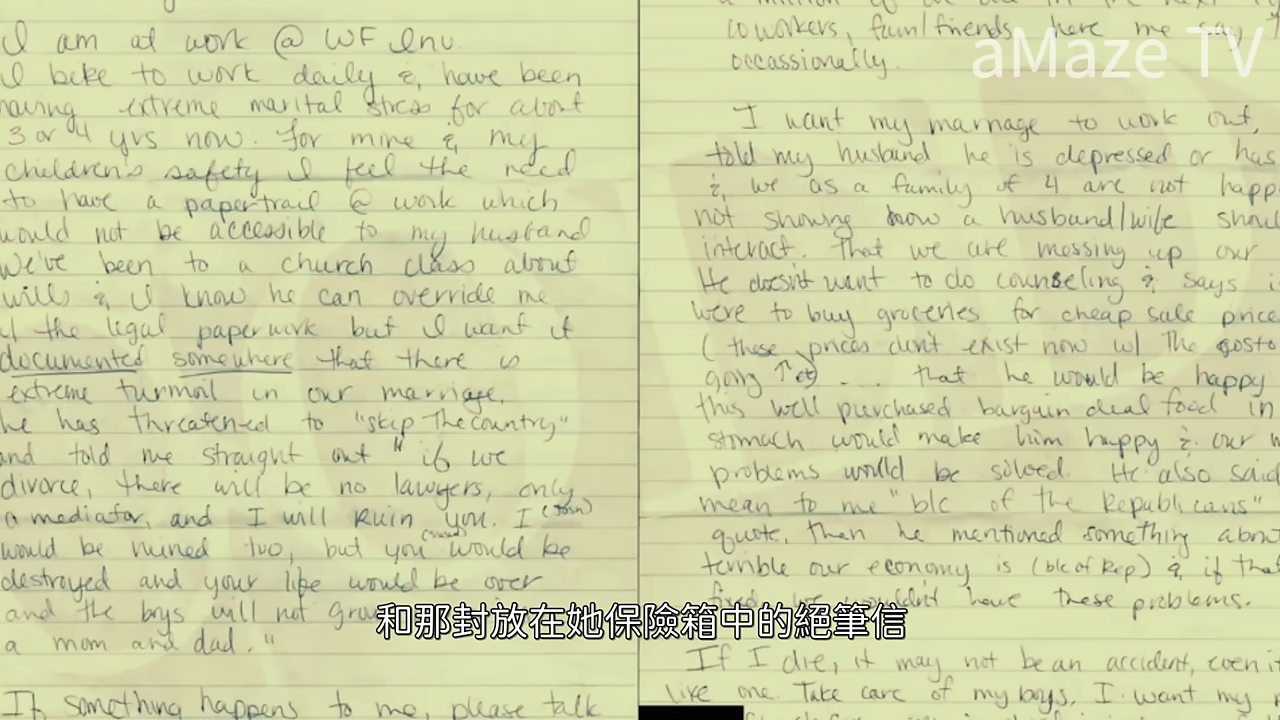 I am at work @ WF Inv.
I bike to work daily &, have been
having extreme marital stress for about
3 or 4 yrs now. For mine & my
children's safety I feel the need
to have a papertrail @ work which
would not be accessible to my husband
We've been to a church class about
wills & I know he can override me
if the legal paperwork but I want it
documented somewhere that there is
extreme turmoil in our marriage.
he has threatened to "skip The country"
and told me straight out "if we
divorce, there will be no lawyers, only
a mediator, and I will ruin you. I (Josh)
would be ruined too, but you (susan) would be
destroyed and your life would be over
and the boys will not grow
a mom and dad."
If something happens to me, please talk
coworkers, fam/friends here me say
occassionally.
I want my marriage to work out,
told my husband he is depressed or has
&, we as a family of 4 are not happ
not showing how a husband/wife shoul
interact. That we are messing up our
He doesn't want to do counseling & says i
were to buy groceries for cheap sale price
( these prices don't exist now w/ The gosto
going ↑ etc) ... that he would be happy
this well purchased bargain deal food in
stomach would make him happy & our m
problems would be solved. He also said
mean to me "b/c of the Republicans"
quote, then he mentioned something abou
terrible our economy is (b/c of Rep) & if that
fixed we wouldn't have these problems.
If I die, it may not be an accident, even if
like one. Take care of my boys. I want my
aMaze TV
和那封放在她保險箱中的絕筆信